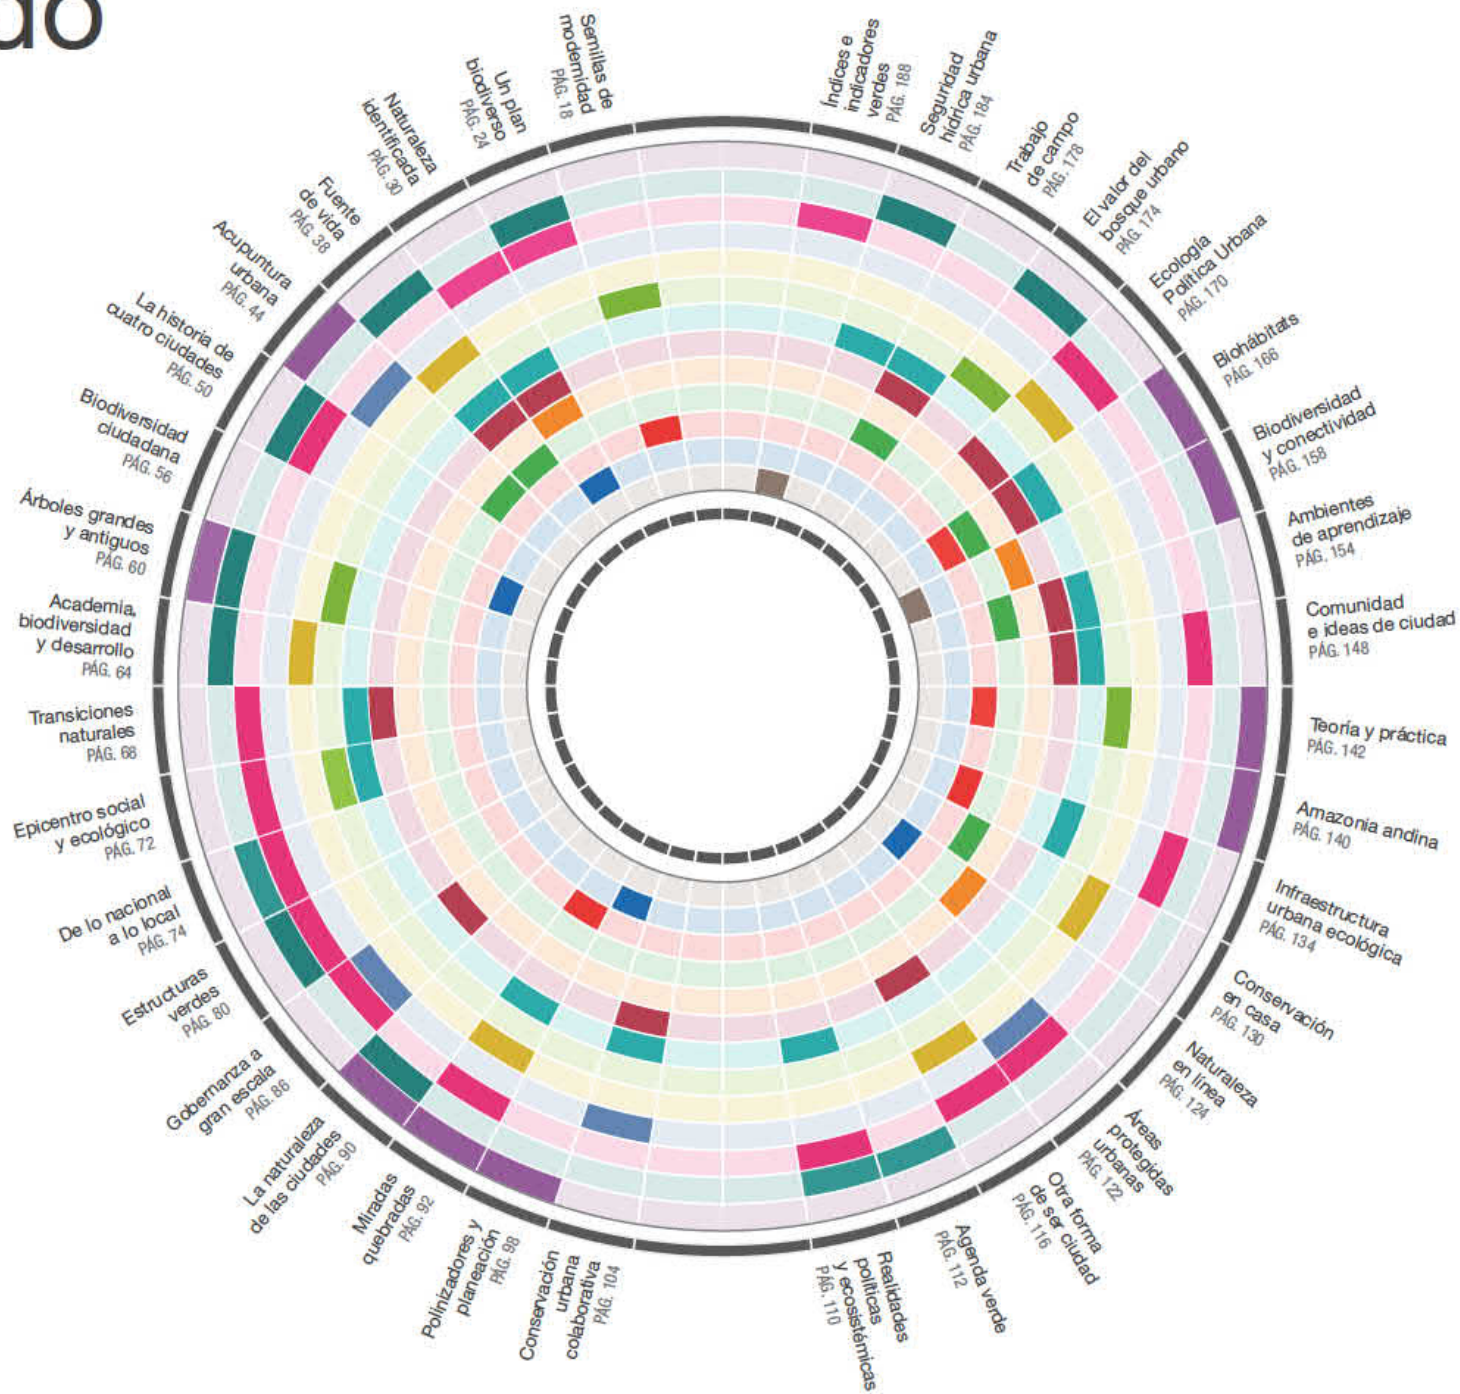 do
Semillas de
modernidad
PÁG. 18
Un plan
biodiverso
PÁG. 24
Naturaleza
identificada
PÁG. 30
Fuente
de vida
PÁG. 38
Acupuntura
urbana
PÁG. 44
La historia de
cuatro ciudades
PÁG. 50
Biodiversidad
ciudadana
PÁG. 56
Árboles grandes
y antiguos
PÁG. 60
Academia,
biodiversidad
y desarrollo
PÁG. 64
Transiciones
naturales
PÁG. 68
Epicentro social
y ecológico
PÁG. 72
De lo nacional
a lo local
PÁG. 74
Estructuras
verdes
PÁG. 80
Gobernanza a
gran escala
PÁG. 86
La naturaleza
de las ciudades
PÁG. 90
Miradas
quebradas
PÁG. 92
Polinizadores y
planeación
PÁG. 98
Conservación
urbana
colaborativa
PÁG. 104
Realidades
políticas
y ecosistémicas
PÁG. 110
Agenda verde
PÁG. 112
Otra forma
de ser ciudad
PÁG. 116
Áreas
protegidas
urbanas
PÁG. 122
Naturaleza
en línea
PÁG. 124
Conservación
en casa
PÁG. 130
Infraestructura
urbana ecológica
PÁG. 134
Amazonia andina
PÁG. 140
Teoría y práctica
PÁG. 142
Comunidad
e ideas de ciudad
PÁG. 148
Ambientes
de aprendizaje
PÁG. 154
Biodiversidad
y conectividad
PÁG. 158
Biohábitats
PÁG. 166
Ecología
Política Urbana
PÁG. 170
El valor del
bosque urbano
PÁG. 174
Trabajo
de campo
PÁG. 178
Seguridad
hídrica urbana
PÁG. 184
Índices e
indicadores
verdes
PÁG. 188